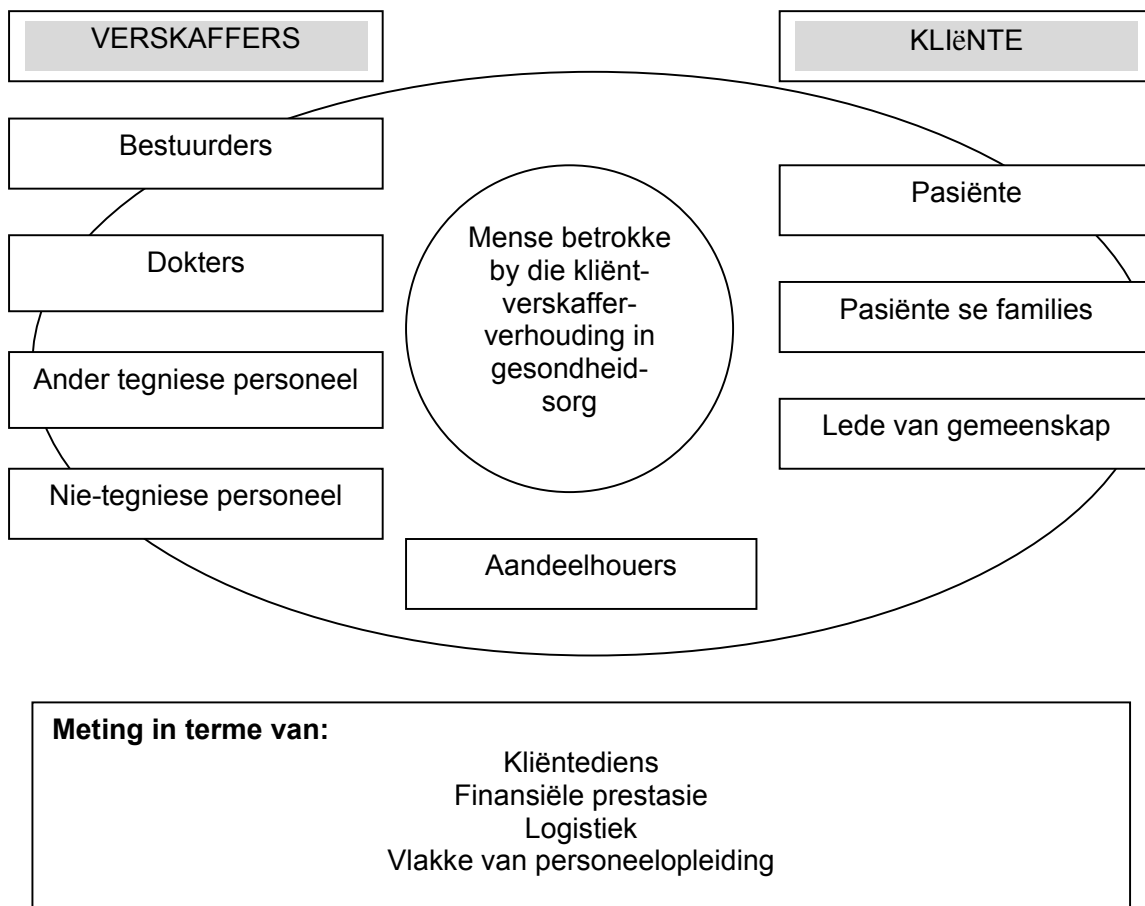 VERSKAFFERS
KLIëNTE
Bestuurders
Dokters
Ander tegniese personeel
Nie-tegniese personeel
Mense betrokke
by die kliënt-
verskaffer-
verhouding in
gesondheid-
sorg
Pasiënte
Pasiënte se families
Lede van gemeenskap
Aandeelhouers
Meting in terme van:
Kliëntediens
Finansiële prestasie
Logistiek
Vlakke van personeelopleiding